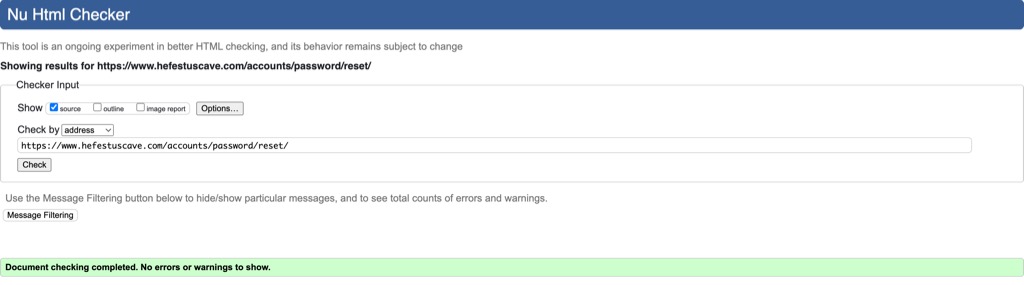 Nu Html Checker
This tool is an ongoing experiment in better HTML checking, and its behavior remains subject to change
Showing results for https://www.hefestuscave.com/accounts/password/reset/
Checker Input
Show source outline image report Options...
Check by address
https://www.hefestuscave.com/accounts/password/reset/
Check
Use the Message Filtering button below to hide/show particular messages, and to see total counts of errors and warnings.
Message Filtering
Document checking completed. No errors or warnings to show.